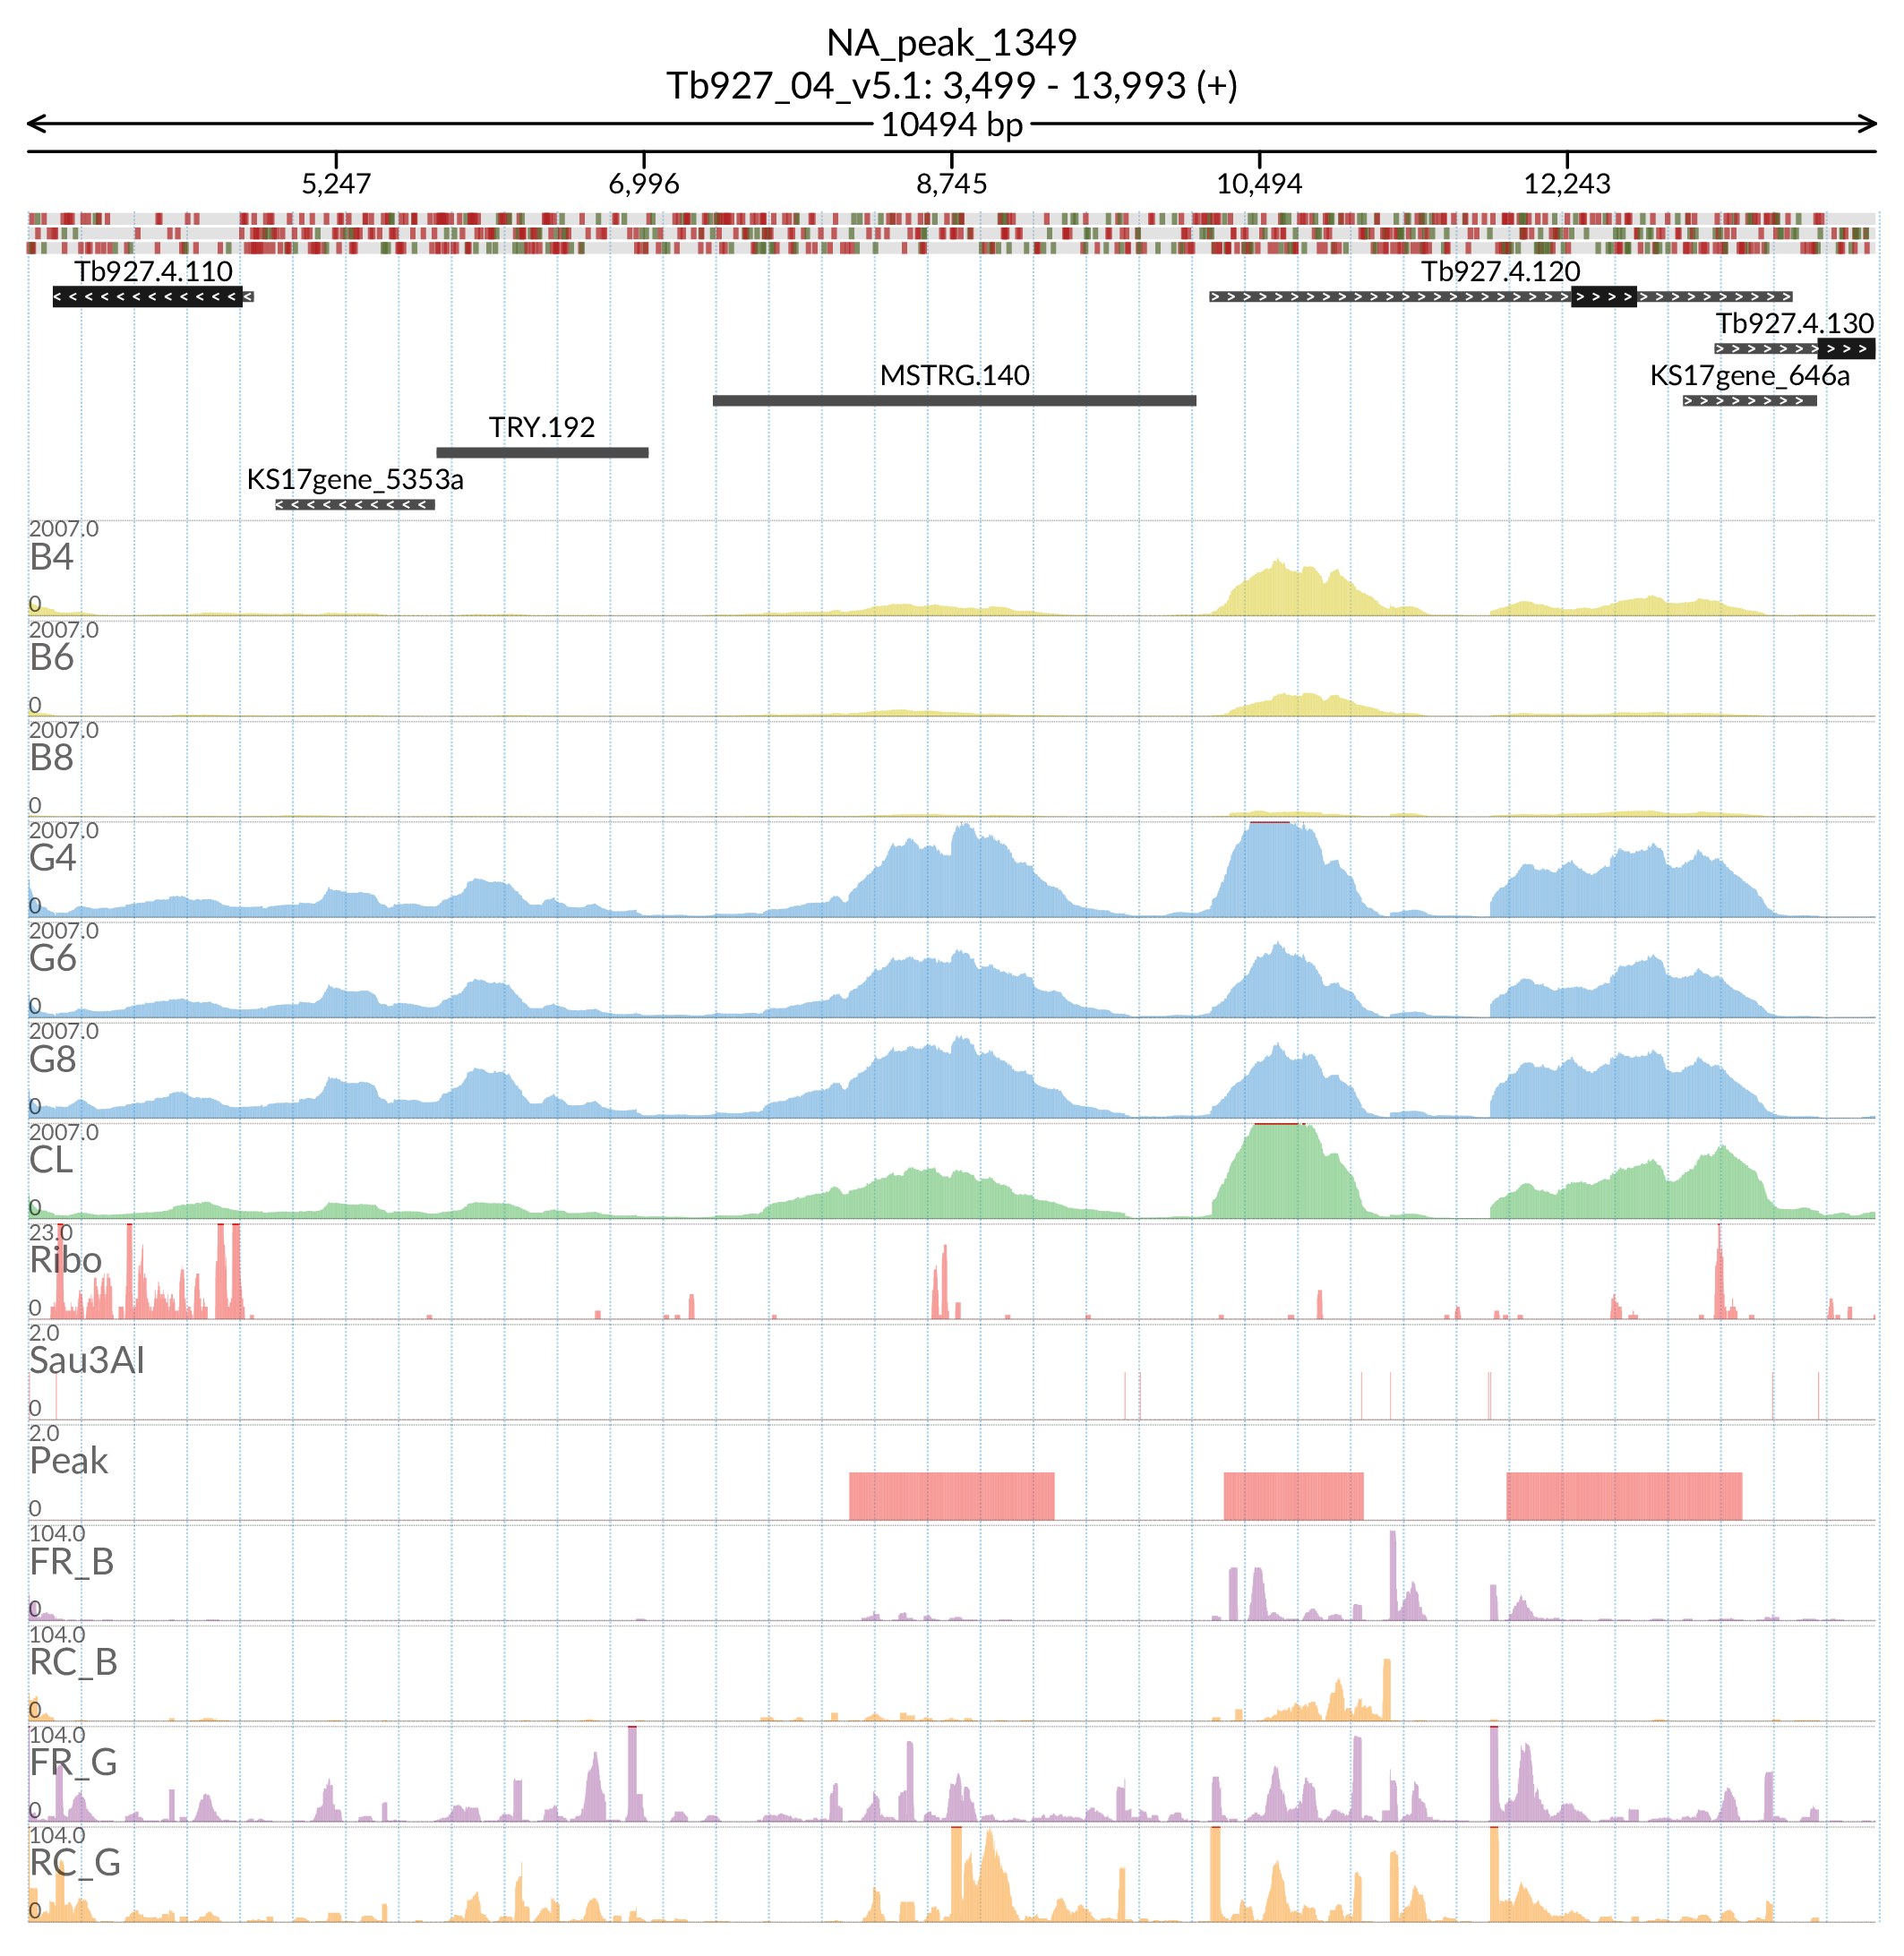 NA_peak_1349
Tb927_04_v5.1: 3,499 - 13,993 (+)
10494 bp
5,247 6,996 8,745 10,494 12,243
Tb927.4.110 Tb927.4.120
Tb927.4.130
MSTRG.140 KS17gene_646a
TRY.192
KS17gene_5353a
2007.0
B4
0
2007.0
B6
0
2007.0
B8
0
2007.0
G4
0
2007.0
G6
0
2007.0
G8
0
2007.0
CL
0
23.0
Ribo
0
2.0
Sau3AI
0
2.0
Peak
0
104.0
FR_B
0
104.0
RC_B
0
104.0
FR_G
0
104.0
RC_G
0